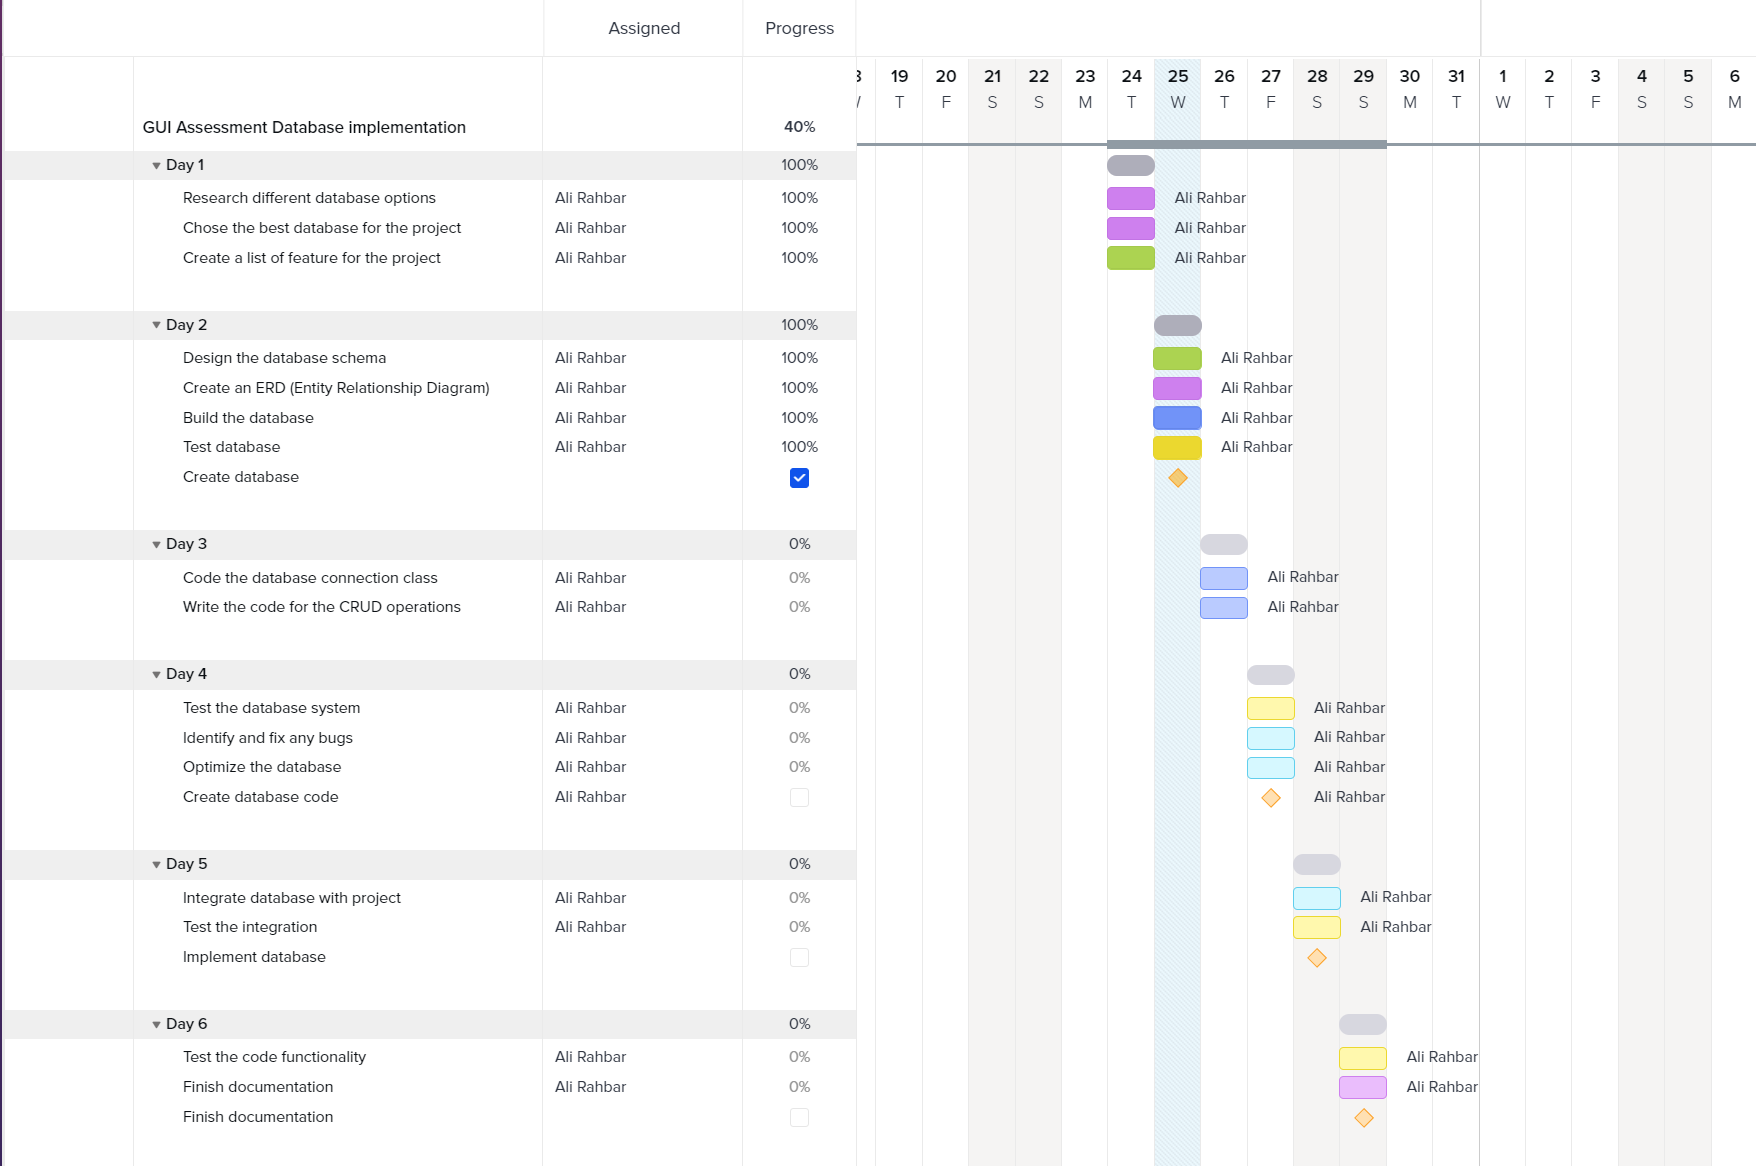 Assigned Progress
19 20 21 22 23 24 25 26 27 28 29 30 31 1 2 3 4 5 6
T F S S M T W T F S S M T W T F S S M
GUI Assessment Database implementation 40%
Day 1 100%
Research different database options Ali Rahbar 100% Ali Rahbar
Chose the best database for the project Ali Rahbar 100% Ali Rahbar
Create a list of feature for the project Ali Rahbar 100% Ali Rahbar
Day 2 100%
Design the database schema Ali Rahbar 100% Ali Rahbar
Create an ERD (Entity Relationship Diagram) Ali Rahbar 100% Ali Rahbar
Build the database Ali Rahbar 100% Ali Rahbar
Test database Ali Rahbar 100% Ali Rahbar
Create database
Day 3 0%
Code the database connection class Ali Rahbar 0% Ali Rahbar
Write the code for the CRUD operations Ali Rahbar 0% Ali Rahbar
Day 4 0%
Test the database system Ali Rahbar 0% Ali Rahbar
Identify and fix any bugs Ali Rahbar 0% Ali Rahbar
Optimize the database Ali Rahbar 0% Ali Rahbar
Create database code Ali Rahbar Ali Rahbar
Day 5 0%
Integrate database with project Ali Rahbar 0% Ali Rahbar
Test the integration Ali Rahbar 0% Ali Rahbar
Implement database
Day 6 0%
Test the code functionality Ali Rahbar 0% Ali Rahbar
Finish documentation Ali Rahbar 0% Ali Rahbar
Finish documentation